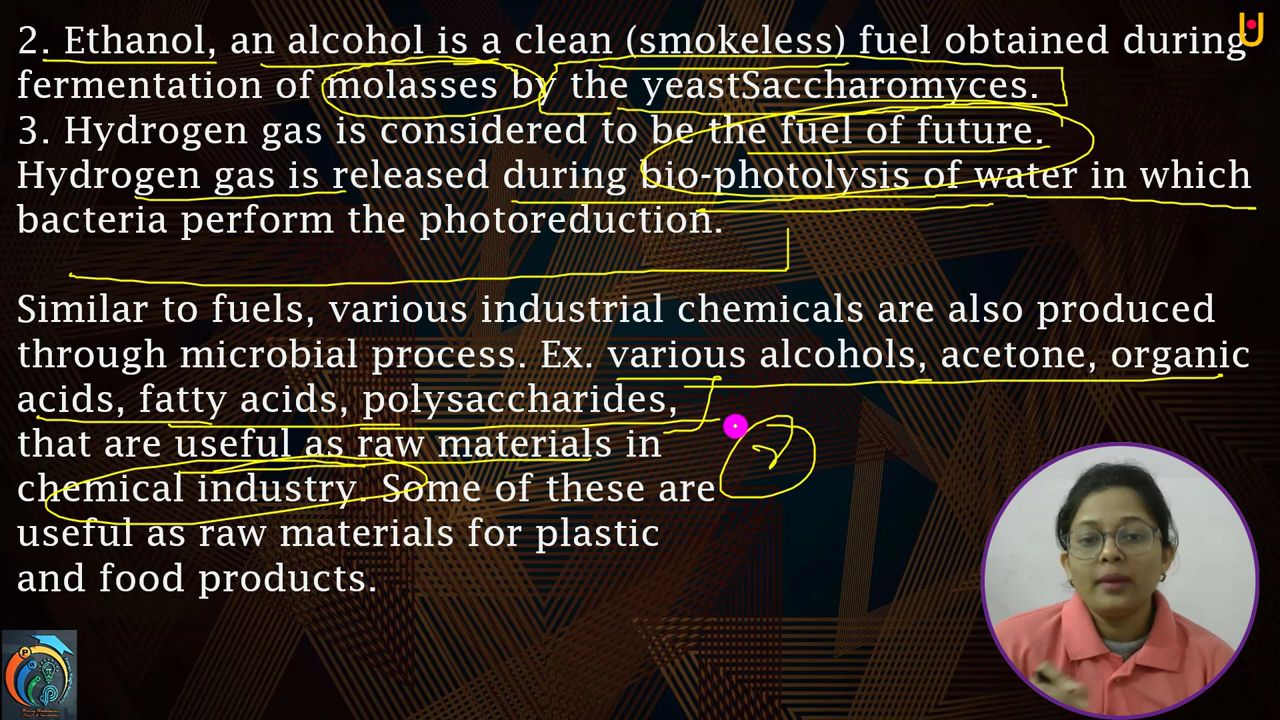 2. Ethanol, an alcohol is a clean (smokeless) fuel obtained during
fermentation of molasses by the yeastSaccharomyces.
3. Hydrogen gas is considered to be the fuel of future.
Hydrogen gas is released during bio-photolysis of water in which
bacteria perform the photoreduction.
Similar to fuels, various industrial chemicals are also produced
through microbial process. Ex. various alcohols, acetone, organic
acids, fatty acids, polysaccharides,
that are useful as raw materials in
chemical industry. Some of these are
useful as raw materials for plastic
and food products.